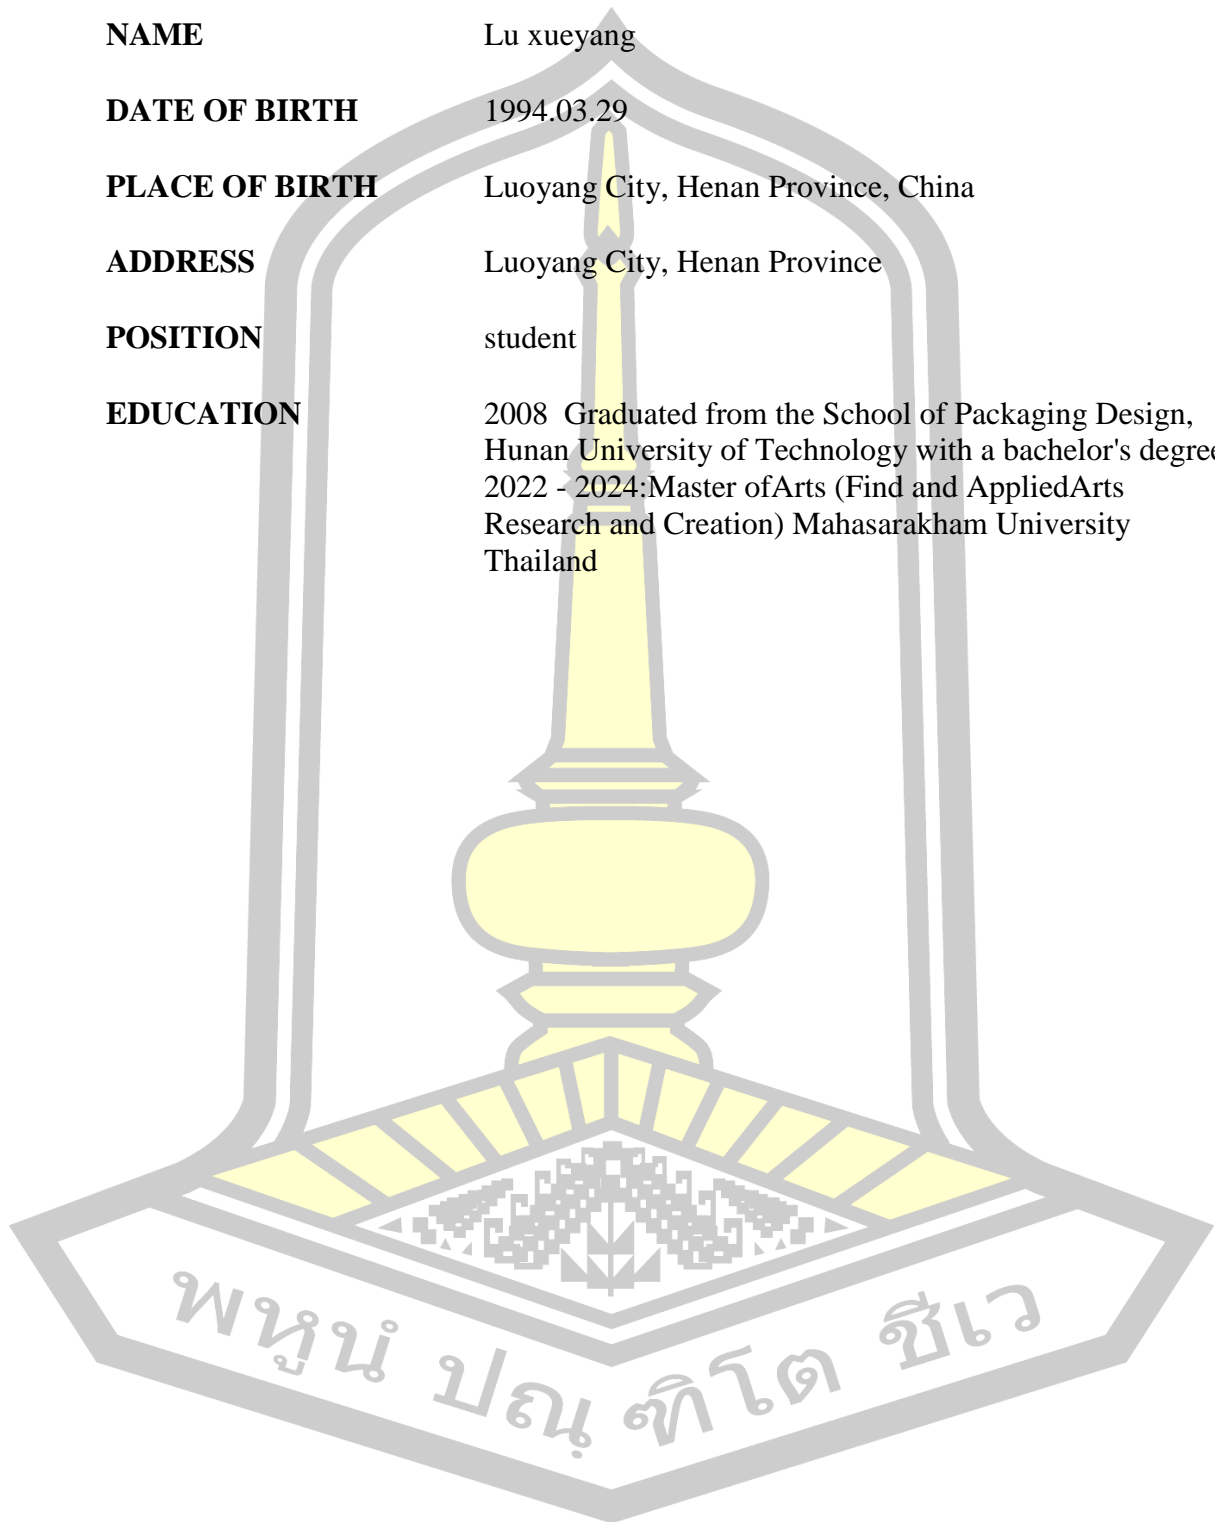 NAME Lu xueyang
DATE OF BIRTH 1994.03.29
PLACE OF BIRTH Luoyang City, Henan Province, China
ADDRESS Luoyang City, Henan Province
POSITION student
EDUCATION 2008 Graduated from the School of Packaging Design,
Hunan University of Technology with a bachelor's degree
2022 - 2024:Master ofArts (Find and AppliedArts
Research and Creation) Mahasarakham University
Thailand
พหูนํ ปณฺ ฑิโต ชีเว